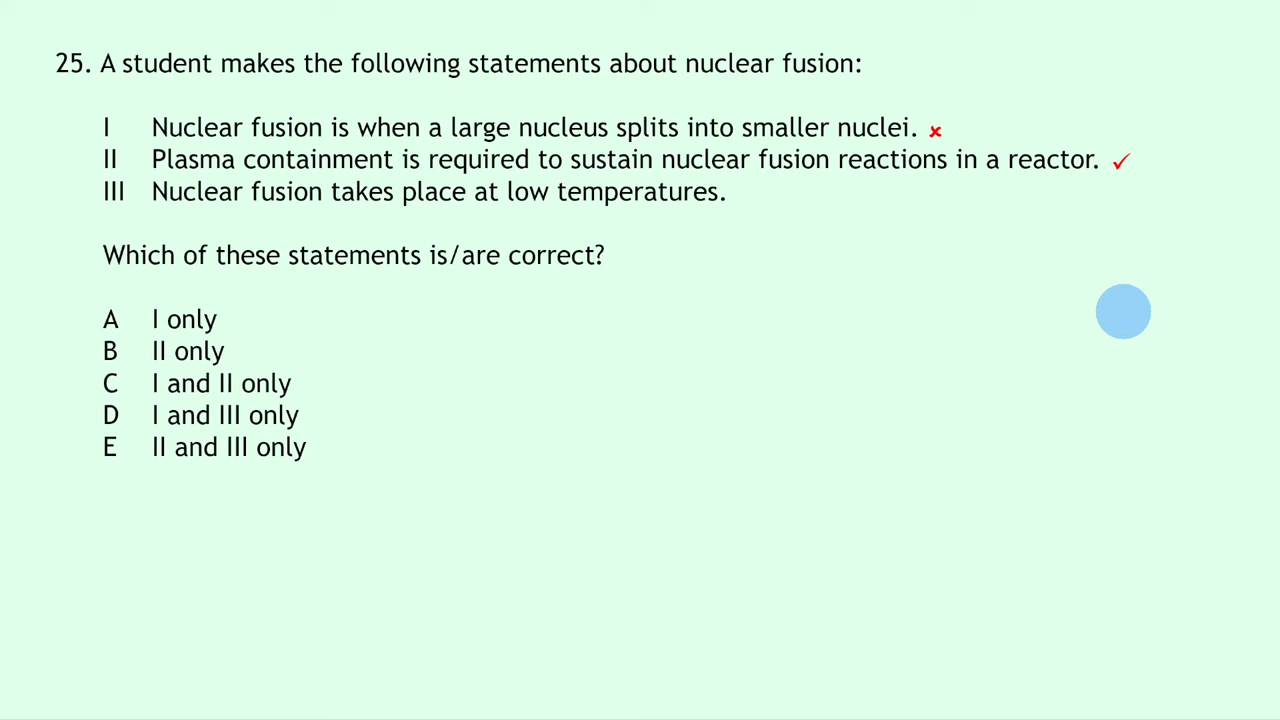 25. A student makes the following statements about nuclear fusion:
I Nuclear fusion is when a large nucleus splits into smaller nuclei. ✗
II Plasma containment is required to sustain nuclear fusion reactions in a reactor. ✓
III Nuclear fusion takes place at low temperatures.
Which of these statements is/are correct?
A I only
B II only
C I and II only
D I and III only
E II and III only